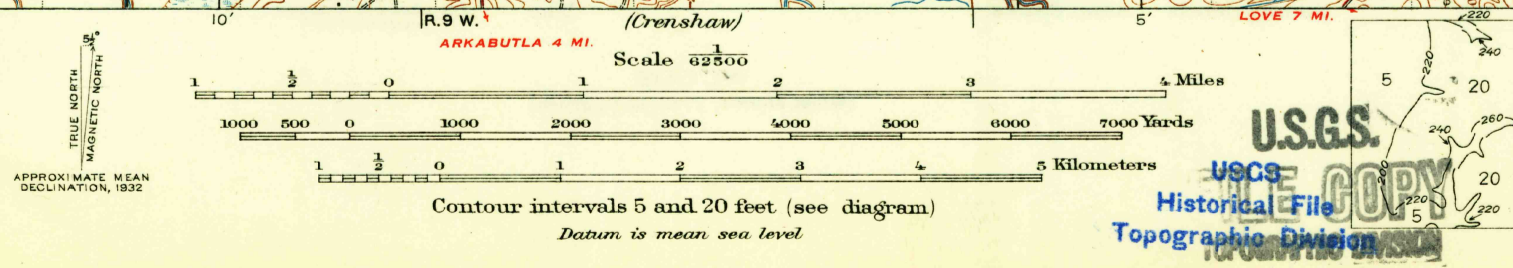 10' R.9 W. (Crenshaw) 5' LOVE 7 MI.
ARKABUTLA 4 MI.
Scale 1/62500
1 1/2 0 1 2 3 4 Miles
1000 500 0 1000 2000 3000 4000 5000 6000 7000 Yards
1 1/2 0 1 2 3 4 5 Kilometers
Contour intervals 5 and 20 feet (see diagram)
Datum is mean sea level
TRUE NORTH
MAGNETIC NORTH
APPROXIMATE MEAN
DECLINATION, 1932
U.S.G.S.
FILE COPY
TOPOGRAPHIC DIVISION
USGS
Historical File
Topographic Division
220
240
220
5
20
240
260
200
20
220
5
220